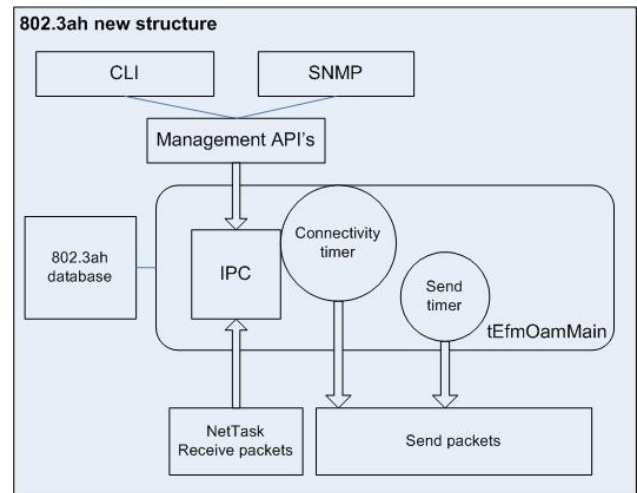 802.3ah new structure
CLI
SNMP
Management API's
Connectivity
timer
802.3ah
database
IPC
Send
timer
tEfmOamMain
NetTask
Receive packets
Send packets